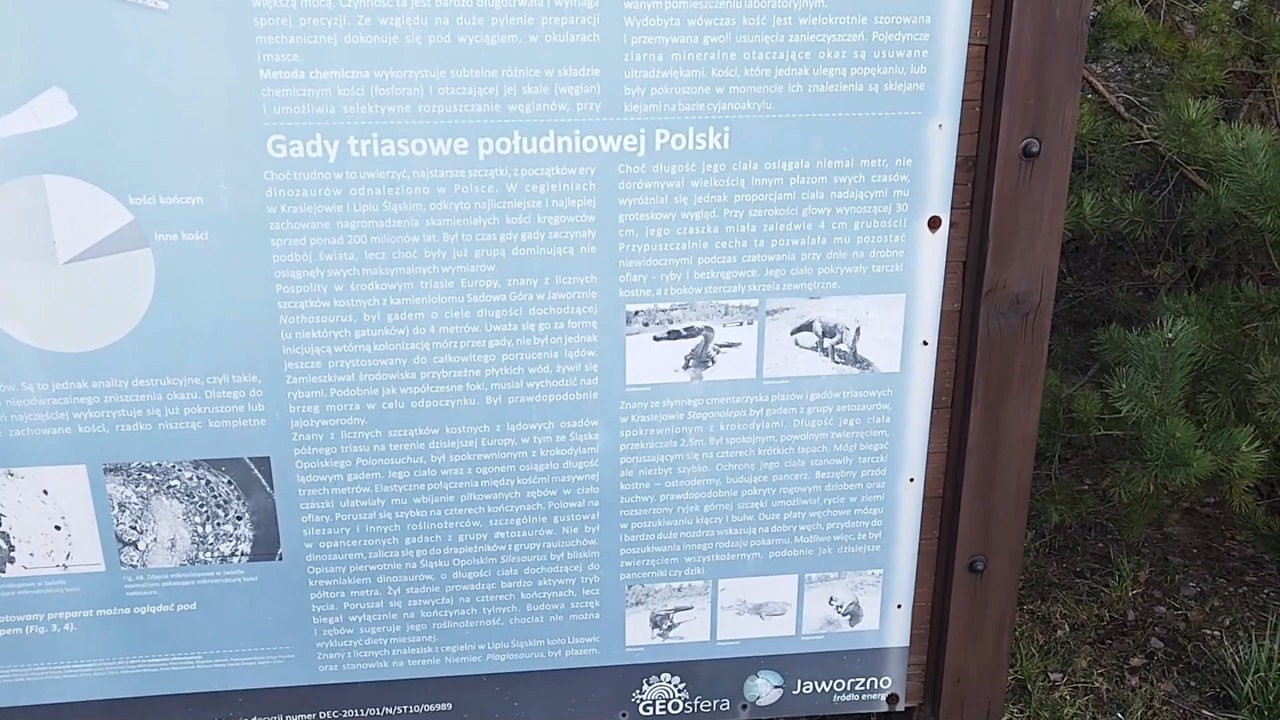 większą mocą. Czynność ta jest bardzo długotrwała i wymaga
sporej precyzji. Ze względu na duże pylenie preparacji
mechanicznej dokonuje się pod wyciągiem, w okularach
i masce.
Metoda chemiczna wykorzystuje subtelne różnice w składzie
chemicznym kości (fosforan) i otaczającej jej skale (węglan)
i umożliwia selektywne rozpuszczanie węglanów, przy
wanym pomieszczeniu laboratoryjnym.
Wydobyta wówczas kość jest wielokrotnie szorowana
i przemywana gwoli usunięcia zanieczyszczeń. Pojedyncze
ziarna mineralne otaczające okaz są usuwane
ultradźwiękami. Kości, które jednak ulegną popękaniu, lub
były pokruszone w momencie ich znalezienia są sklejane
klejami na bazie cyjanoakrylu.
kości kończyn
inne kości
ów. Są to jednak analizy destrukcyjne, czyli takie,
nieodwracalnego zniszczenia okazu. Dlatego do
najczęściej wykorzystuje się już pokruszone lub
zachowane kości, rzadko niszcząc kompletne
Fig. 4B. Zdjęcie mikroskopowe w świetle
normalnym pokazujące mikrostrukturę kości
otowany preparat można oglądać pod
pem (Fig. 3, 4).
Gady triasowe południowej Polski
Choć trudno w to uwierzyć, najstarsze szczątki, z początków ery
dinozaurów odnaleziono w Polsce. W cegielniach
w Krasiejowie i Lipiu Śląskim, odkryto najliczniejsze i najlepiej
zachowane nagromadzenia skamieniałych kości kręgowców
sprzed ponad 200 milionów lat. Był to czas gdy gady zaczynały
podbój świata, lecz choć były już grupą dominującą nie
osiągnęły swych maksymalnych wymiarów.
Pospolity w środkowym triasie Europy, znany z licznych
szczątków kostnych z kamieniołomu Sadowa Góra w Jaworznie
Nothosaurus, był gadem o ciele długości dochodzącej
(u niektórych gatunków) do 4 metrów. Uważa się go za formę
inicjującą wtórną kolonizację mórz przez gady, nie był on jednak
jeszcze przystosowany do całkowitego porzucenia lądów.
Zamieszkiwał środowiska przybrzeżne płytkich wód, żywił się
rybami. Podobnie jak współczesne foki, musiał wychodzić nad
brzeg morza w celu odpoczynku. Był prawdopodobnie
jajożyworodny.
Znany z licznych szczątków kostnych z lądowych osadów
późnego triasu na terenie dzisiejszej Europy, w tym ze Śląska
Opolskiego Polonosuchus, był spokrewnionym z krokodylami
lądowym gadem. Jego ciało wraz z ogonem osiągało długość
trzech metrów. Elastyczne połączenia między kośćmi masywnej
czaszki ułatwiały mu wbijanie piłkowanych zębów w ciało
ofiary. Poruszał się szybko na czterech kończynach. Polował na
silezaury i innych roślinożerców, szczególnie gustował
w opancerzonych gadach z grupy aetozaurów. Nie był
dinozaurem, zalicza się go do drapieżników z grupy rauizuchów.
Opisany pierwotnie na Śląsku Opolskim Silesaurus był bliskim
krewniakiem dinozaurów, o długości ciała dochodzącej do
półtora metra. Żył stadnie prowadząc bardzo aktywny tryb
życia. Poruszał się zazwyczaj na czterech kończynach, lecz
biegał wyłącznie na kończynach tylnych. Budowa szczęk
i zębów sugeruje jego roślinożerność, chociaż nie można
wykluczyć diety mieszanej.
Znany z licznych znalezisk z cegielni w Lipiu Śląskim koło Lisowic
oraz stanowisk na terenie Niemiec Plagiosaurus, był płazem.
Choć długość jego ciała osiągała niemal metr, nie
dorównywał wielkością innym płazom swych czasów,
wyróżniał się jednak proporcjami ciała nadającymi mu
groteskowy wygląd. Przy szerokości głowy wynoszącej 30
cm, jego czaszka miała zaledwie 4 cm grubości!
Przypuszczalnie cecha ta pozwalała mu pozostać
niewidocznymi podczas czatowania przy dnie na drobne
ofiary - ryby i bezkręgowce. Jego ciało pokrywały tarczki
kostne, a z boków sterczały skrzela zewnętrzne.
Znany ze słynnego cmentarzyska płazów i gadów triasowych
w Krasiejowie Stagonolepis był gadem z grupy aetozaurów,
spokrewnionym z krokodylami. Długość jego ciała
przekraczała 2,5m. Był spokojnym, powolnym zwierzęciem,
poruszającym się na czterech krótkich łapach. Mógł biegać
ale niezbyt szybko. Ochronę jego ciała stanowiły tarczki
kostne – osteodermy, budujące pancerz. Bezzębny przód
żuchwy, prawdopodobnie pokryty rogowym dziobem oraz
rozszerzony ryjek górnej szczęki umożliwiał rycie w ziemi
w poszukiwaniu kłączy i bulw. Duże płaty węchowe mózgu
i bardzo duże nozdrza wskazują na dobry węch, przydatny do
poszukiwania innego rodzaju pokarmu. Możliwe więc, że był
zwierzęciem wszystkożernym, podobnie jak dzisiejsze
pancerniki czy dziki.
decyzji numer DEC-2011/01/N/ST10/06989
GEOsfera
Jaworzno
źródło energii